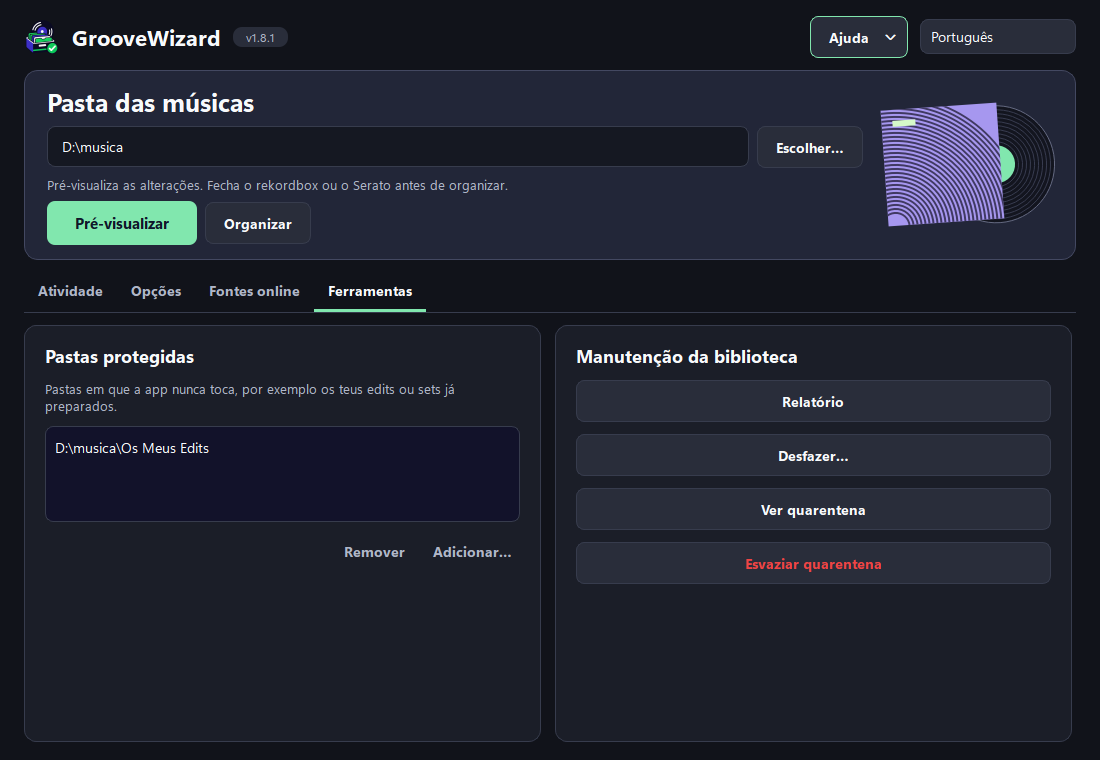 GrooveWizard
v1.8.1
Ajuda
Português
Pasta das músicas
D:\musica
Escolher...
Pré-visualiza as alterações. Fecha o rekordbox ou o Serato antes de organizar.
Pré-visualizar
Organizar
Atividade
Opções
Fontes online
Ferramentas
Pastas protegidas
Pastas em que a app nunca toca, por exemplo os teus edits ou sets já
preparados.
D:\musica\Os Meus Edits
Remover
Adicionar...
Manutenção da biblioteca
Relatório
Desfazer...
Ver quarentena
Esvaziar quarentena